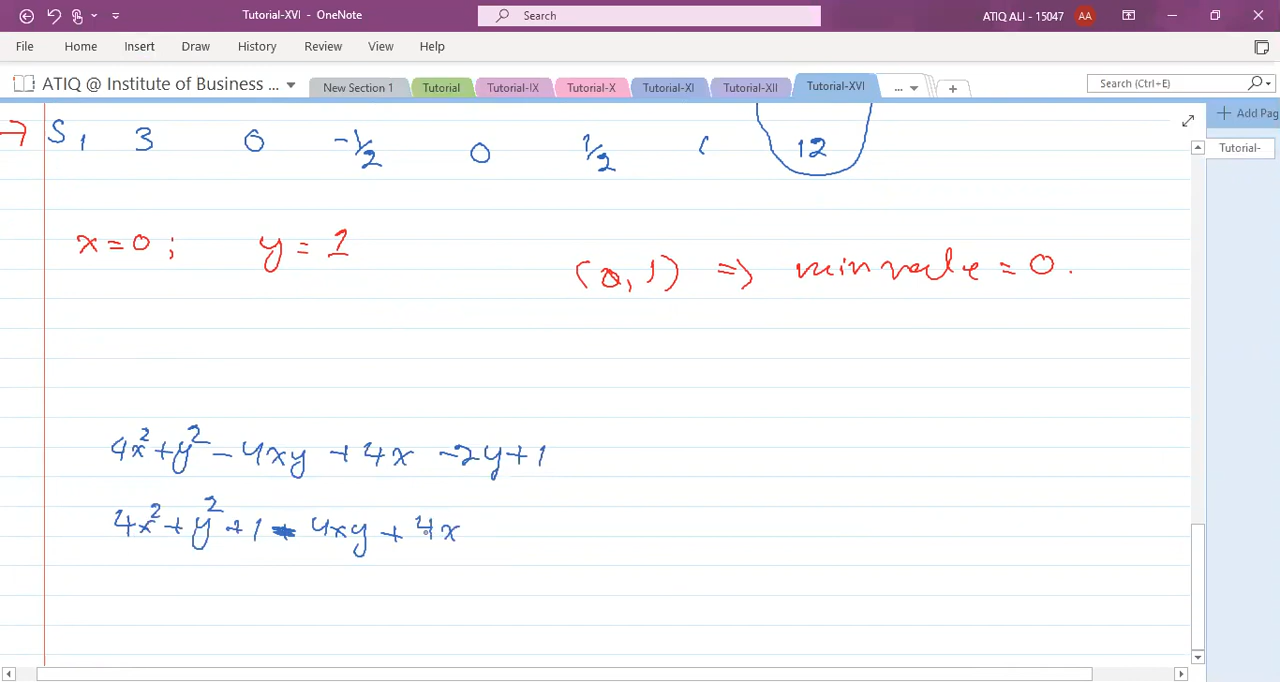 Tutorial-XVI - OneNote
Search
ATIQ ALI - 15047 AA
File Home Insert Draw History Review View Help
ATIQ @ Institute of Business ... New Section 1 Tutorial Tutorial-IX Tutorial-X Tutorial-XI Tutorial-XII Tutorial-XVI ... + Search (Ctrl+E)
+ Add Pag
Tutorial-
→ S1 3 0 -1/2 0 1/2 12
x = 0 ; y = 1
(0,1) ⇒ min value = 0.
4x² + y² - 4xy + 4x - 2y + 1
4x² + y² + 1 - 4xy + 4x